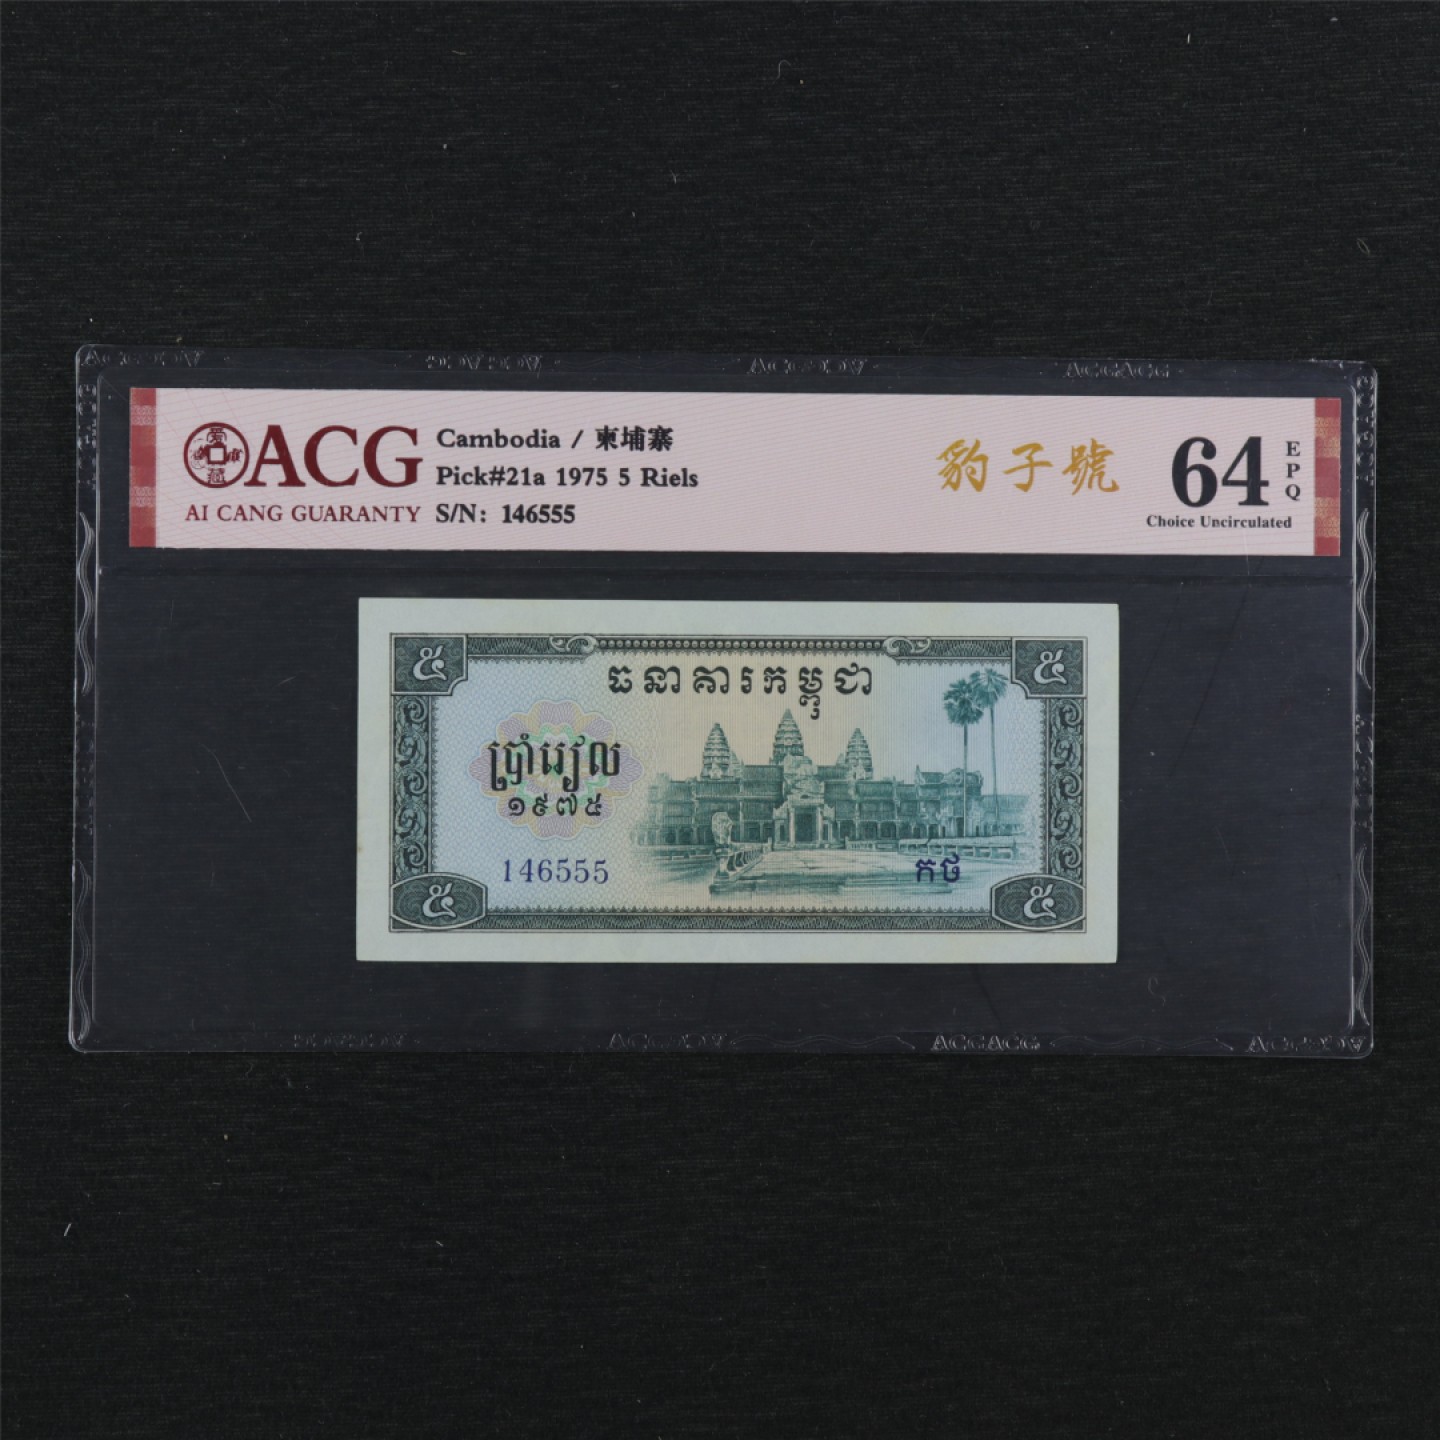 ACG
AI CANG GUARANTY
Cambodia / 柬埔寨
Pick#21a 1975 5 Riels
S/N: 146555
豹子號
64
EPQ
Choice Uncirculated
៥
៥
ធនាគារកម្ពុជា
ប្រាំរៀល
១៩៧៥
146555
កថ
៥
៥
ACCACG